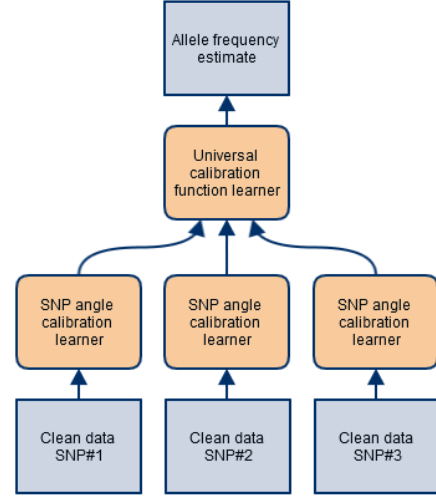 Allele frequency
estimate
Universal
calibration
function learner
SNP angle
calibration
learner
SNP angle
calibration
learner
SNP angle
calibration
learner
Clean data
SNP#1
Clean data
SNP#2
Clean data
SNP#3